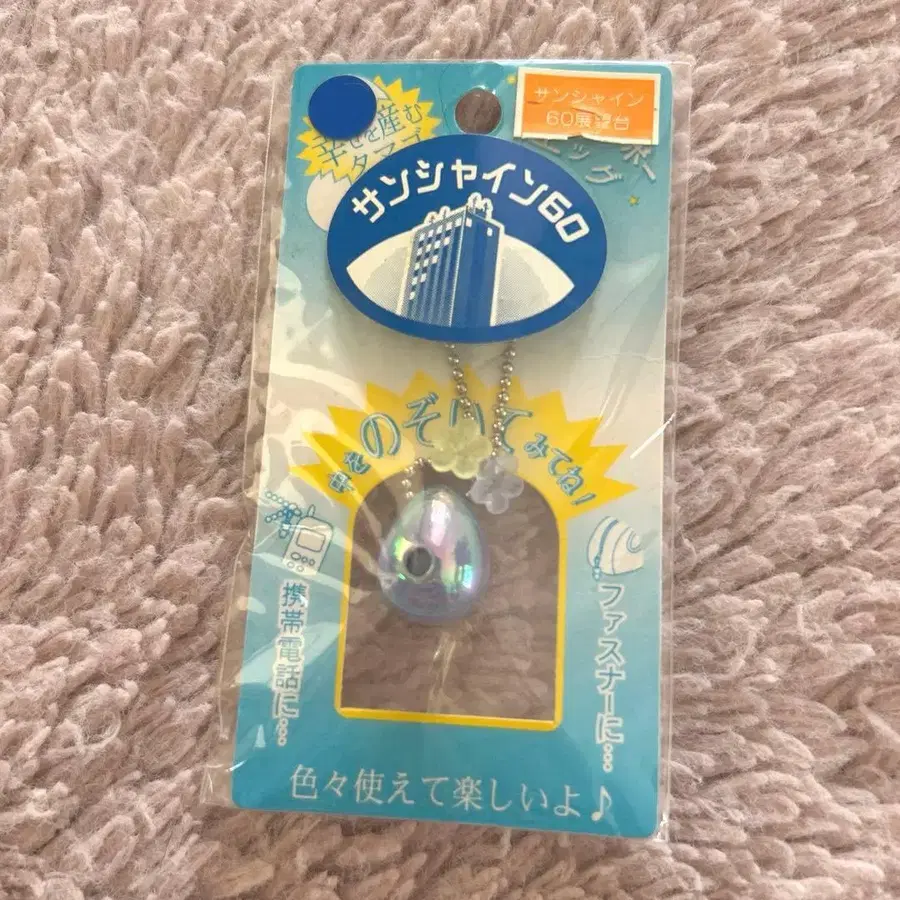 幸せを産む
タマゴ
サンシャイン
60展望台
エッグ
サンシャイン60
中をのぞいてみてね!
携帯電話に…
ファスナーに…
色々使えて楽しいよ♪